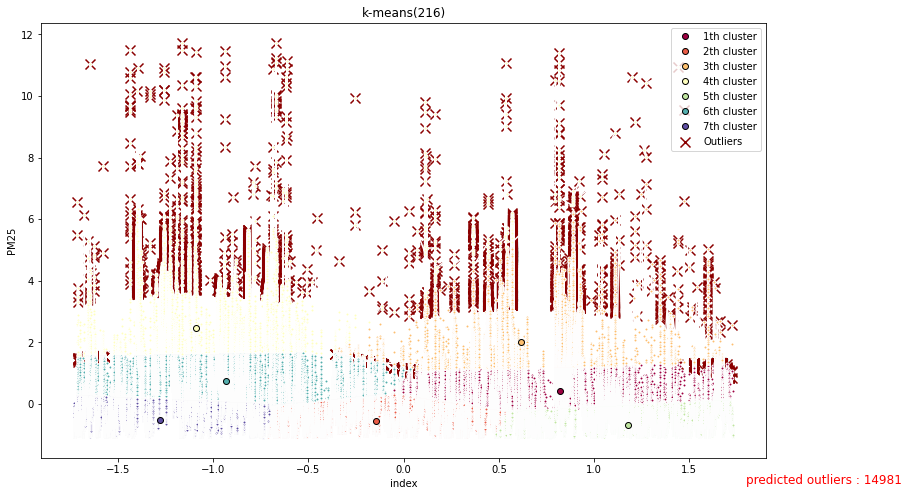 k-means(216)
12
10
8
6
4
2
0
PM25
1th cluster
2th cluster
3th cluster
4th cluster
5th cluster
6th cluster
7th cluster
Outliers
−1.5 −1.0 −0.5 0.0 0.5 1.0 1.5
index
predicted outliers : 14981